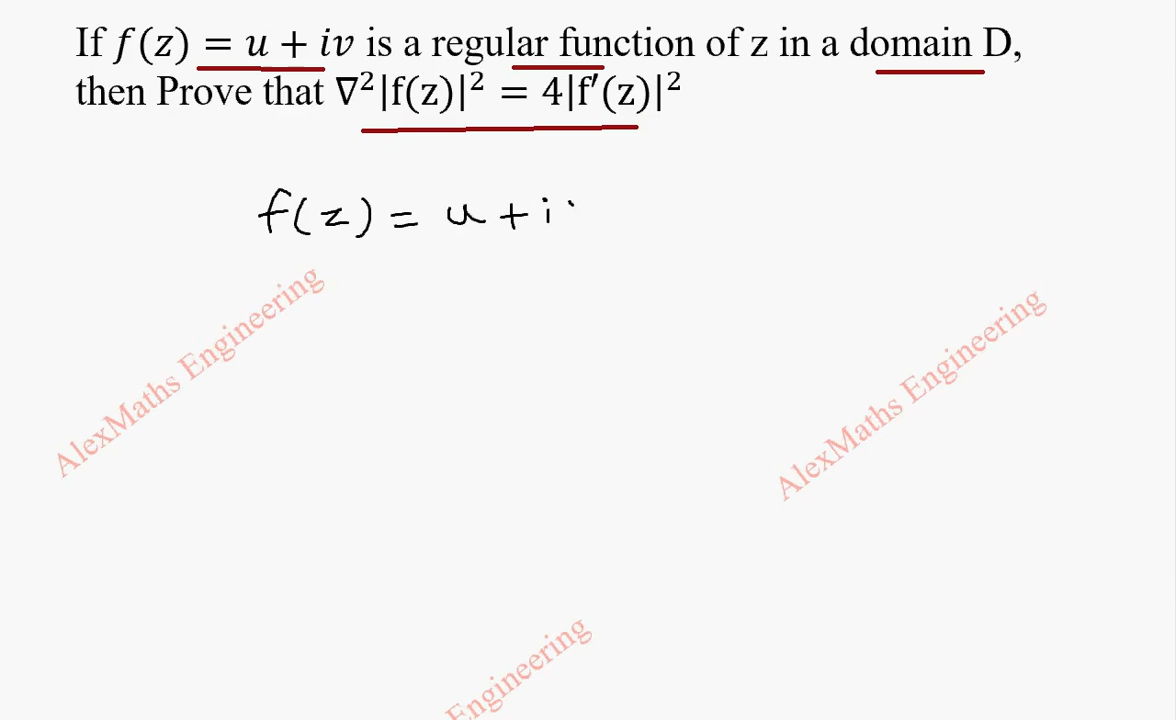 If f(z) = u + iv is a regular function of z in a domain D,
then Prove that ∇²|f(z)|² = 4|f′(z)|²
f(z) = u + i
AlexMaths Engineering
AlexMaths Engineering
Engineering